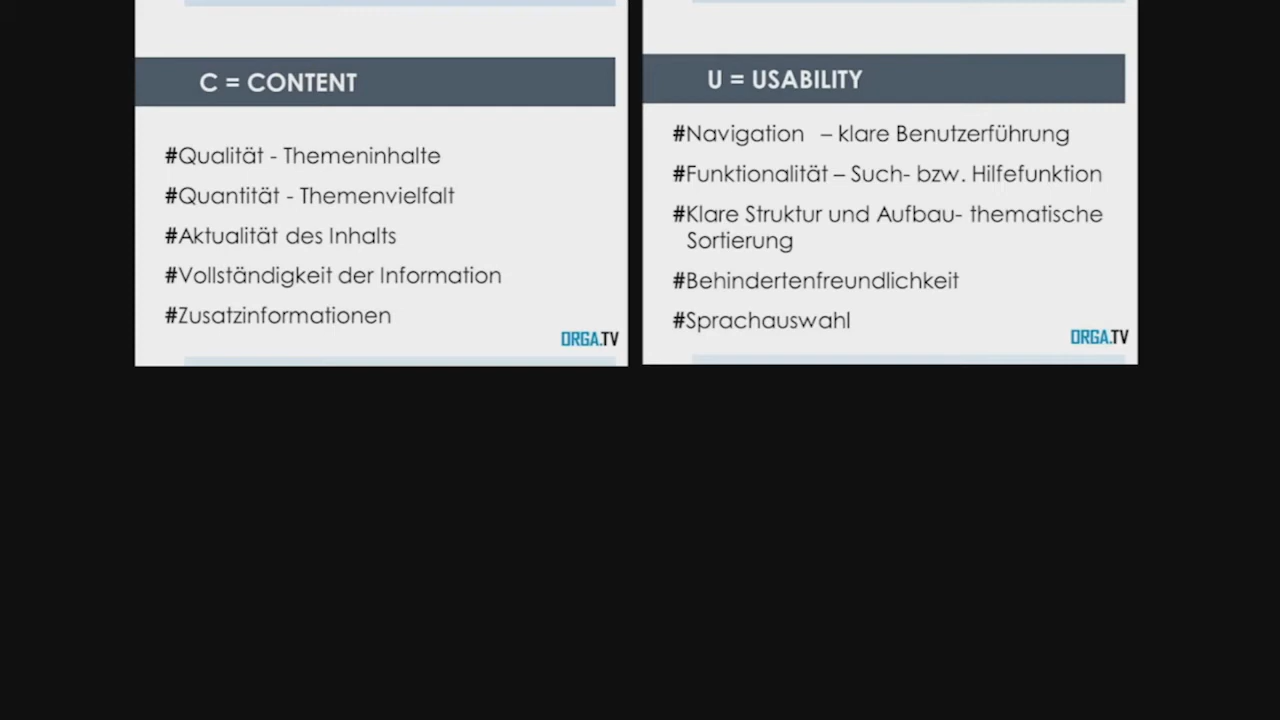 C = CONTENT
#Qualität - Themeninhalte
#Quantität - Themenvielfalt
#Aktualität des Inhalts
#Vollständigkeit der Information
#Zusatzinformationen
ORGA.TV
U = USABILITY
#Navigation – klare Benutzerführung
#Funktionalität – Such- bzw. Hilfefunktion
#Klare Struktur und Aufbau- thematische
Sortierung
#Behindertenfreundlichkeit
#Sprachauswahl
ORGA.TV